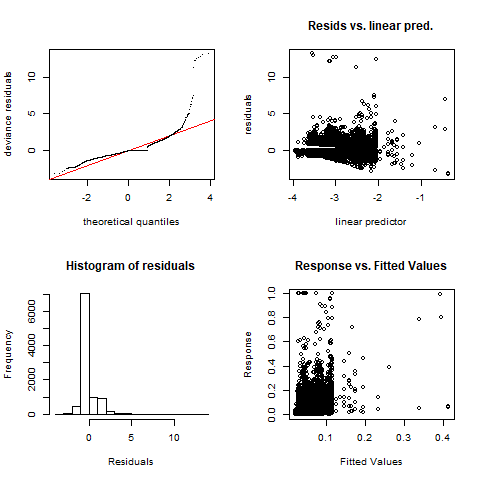 deviance residuals
10
5
0
-2
0
2
4
theoretical quantiles
Resids vs. linear pred.
residuals
10
5
0
-4
-3
-2
-1
linear predictor
Histogram of residuals
Frequency
6000
4000
2000
0
0
5
10
Residuals
Response vs. Fitted Values
Response
1.0
0.8
0.6
0.4
0.2
0.0
0.1
0.2
0.3
0.4
Fitted Values